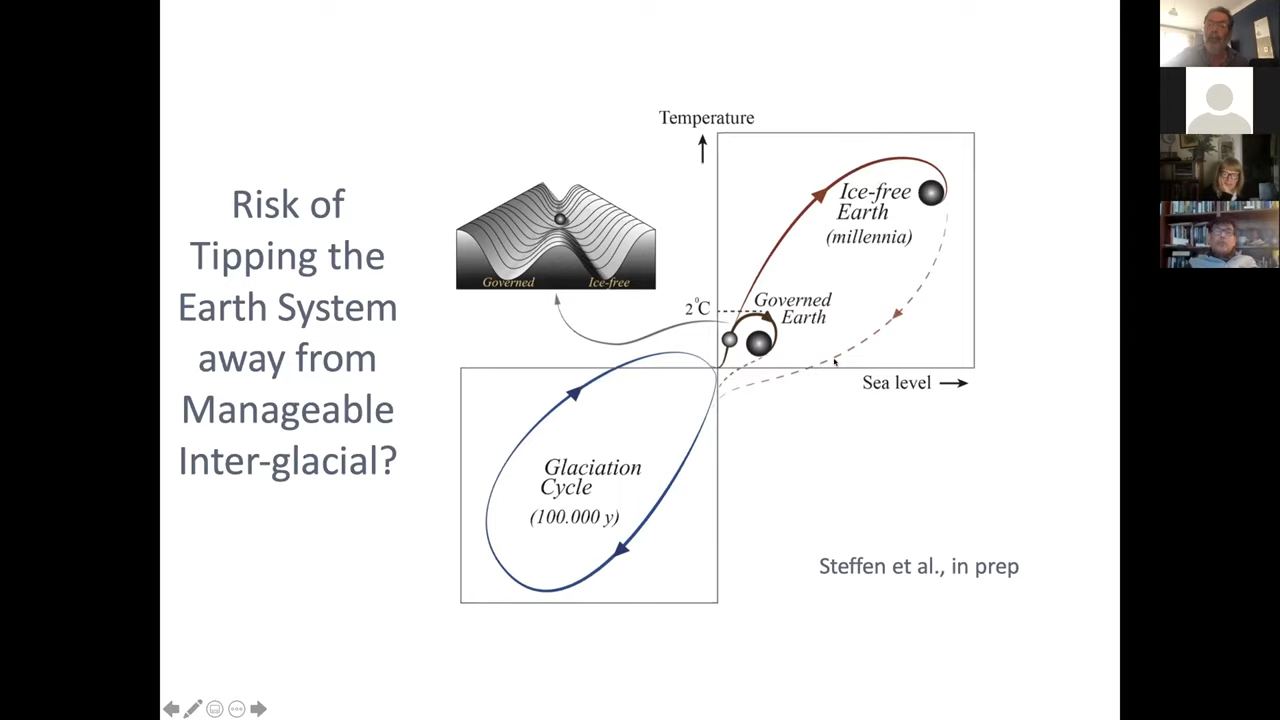 Risk of
Tipping the
Earth System
away from
Manageable
Inter-glacial?
Temperature
Ice-free
Earth
(millennia)
Governed
Ice-free
2°C
Governed
Earth
Sea level
Glaciation
Cycle
(100.000 y)
Steffen et al., in prep